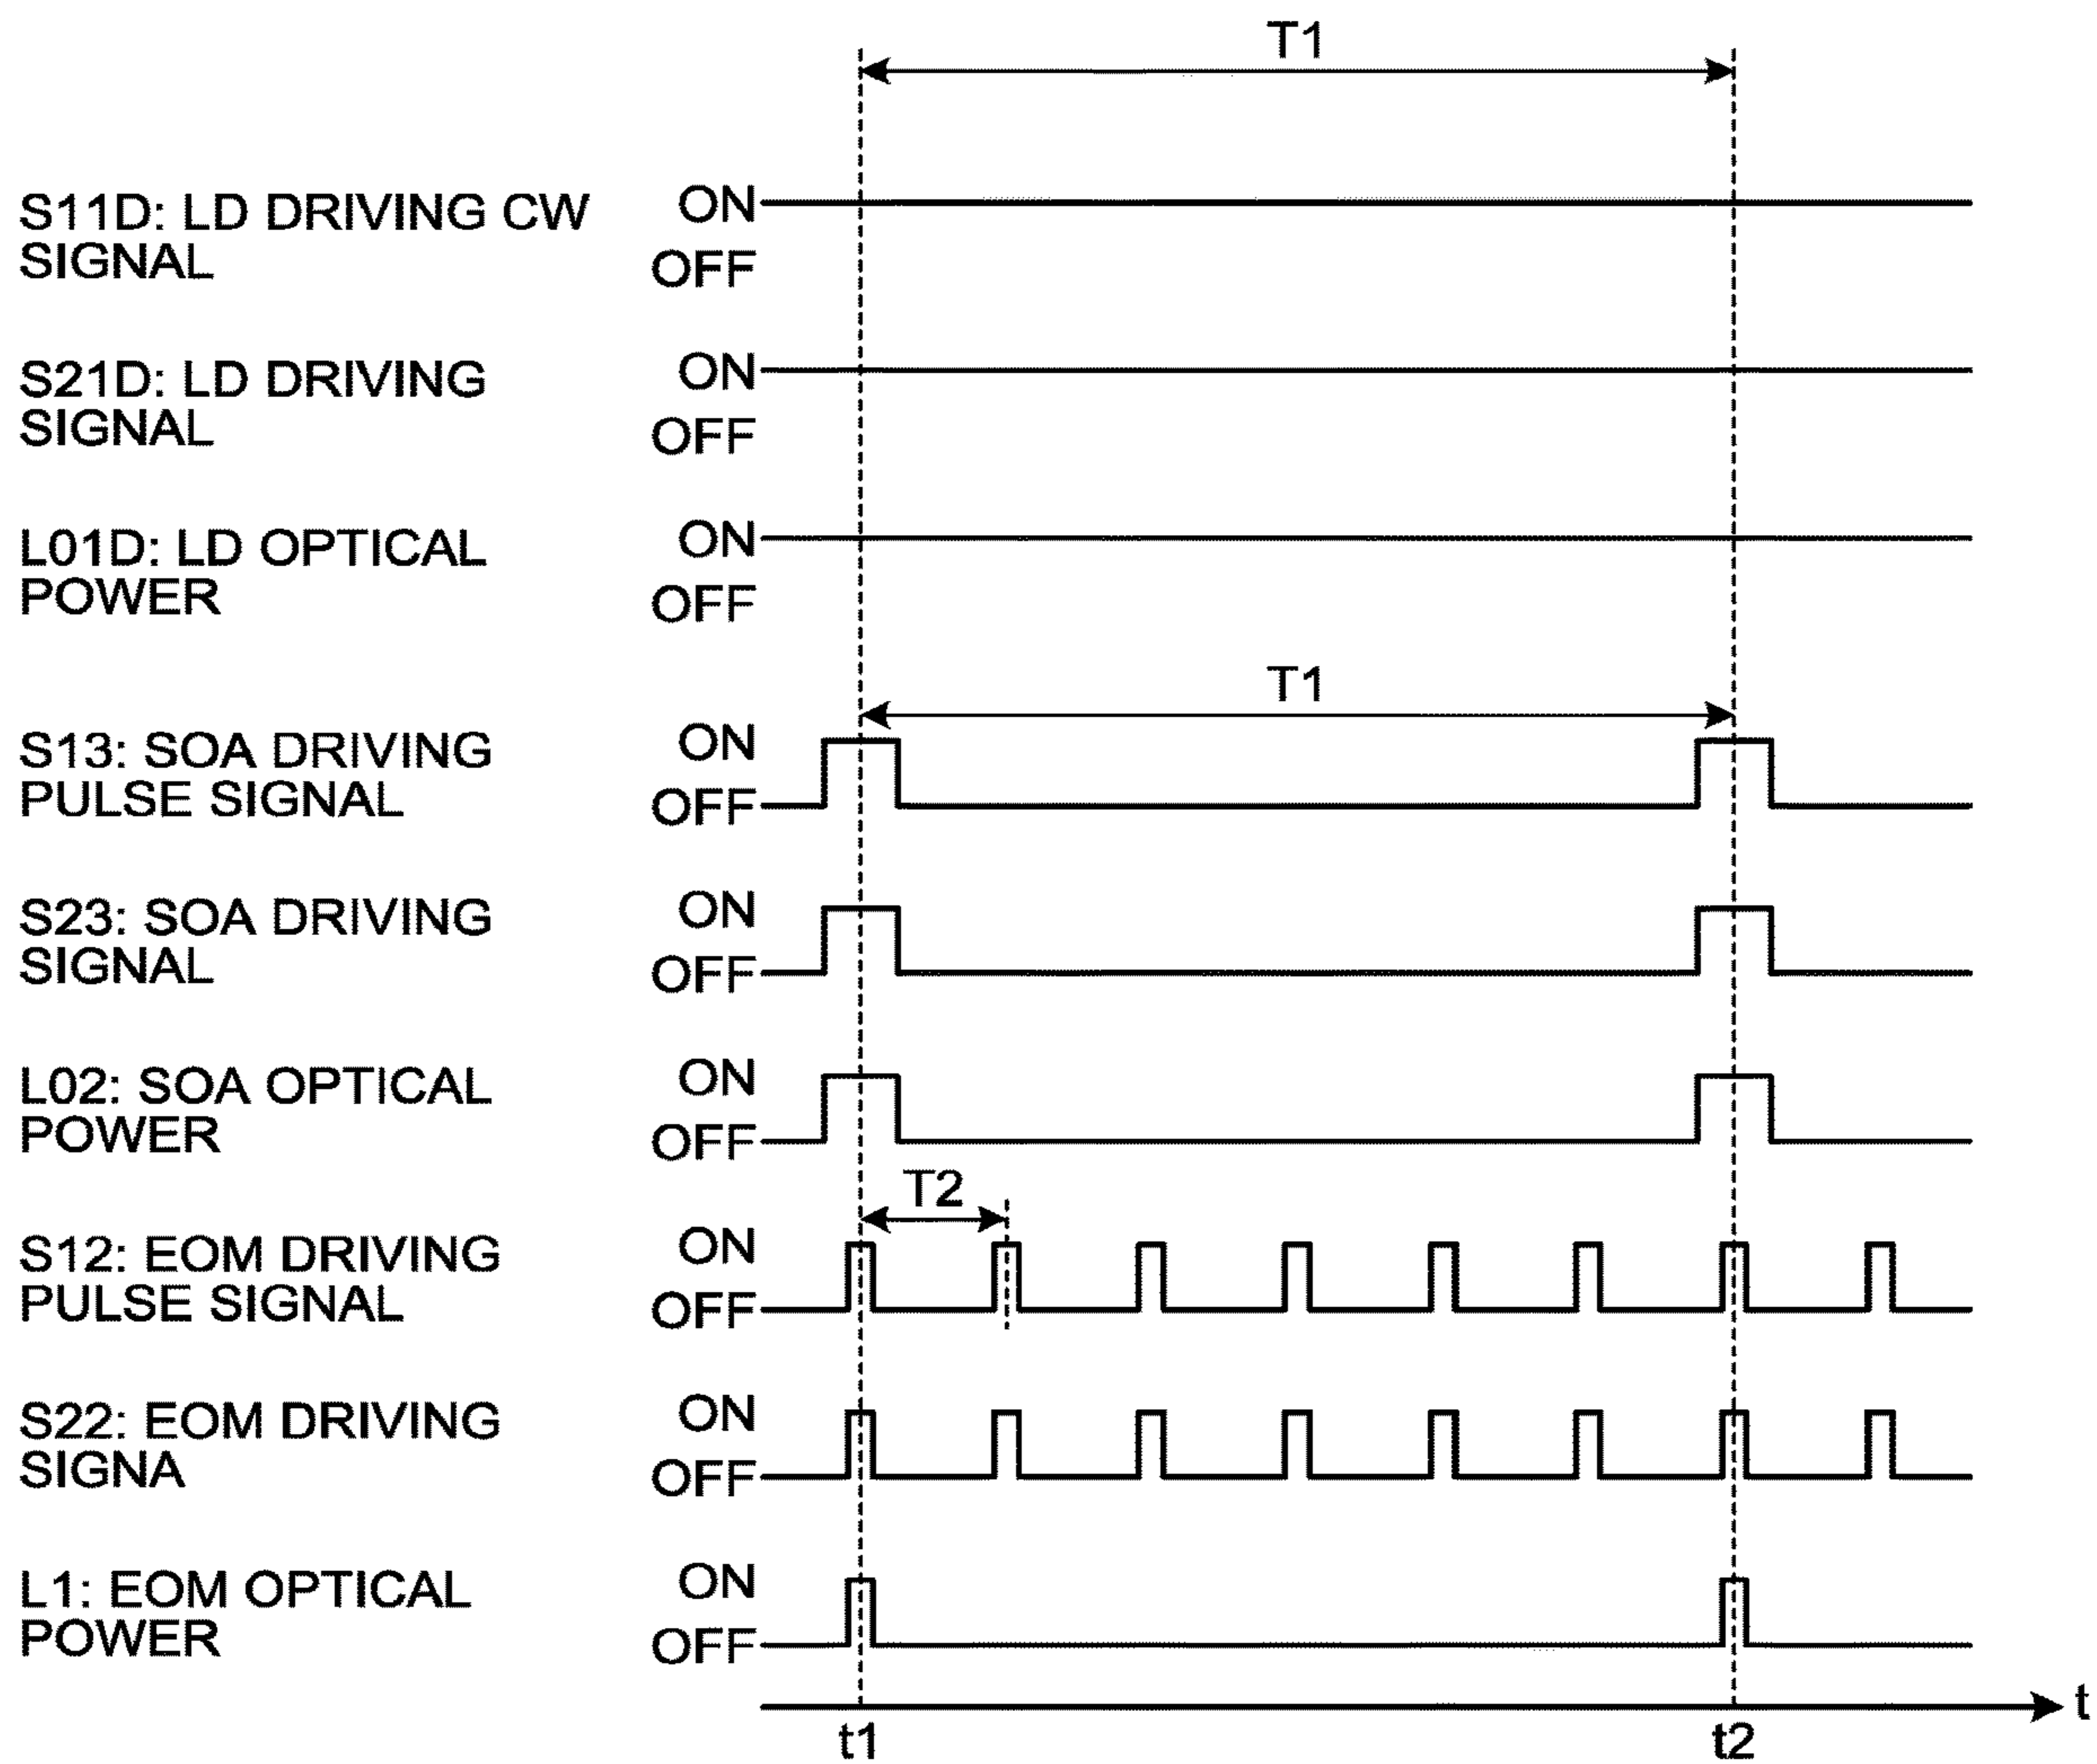 T1
S11D: LD DRIVING CW
SIGNAL
ON
OFF
S21D: LD DRIVING
SIGNAL
ON
OFF
L01D: LD OPTICAL
POWER
ON
OFF
T1
S13: SOA DRIVING
PULSE SIGNAL
ON
OFF
S23: SOA DRIVING
SIGNAL
ON
OFF
L02: SOA OPTICAL
POWER
ON
OFF
T2
S12: EOM DRIVING
PULSE SIGNAL
ON
OFF
S22: EOM DRIVING
SIGNA
ON
OFF
L1: EOM OPTICAL
POWER
ON
OFF
t
t1
t2